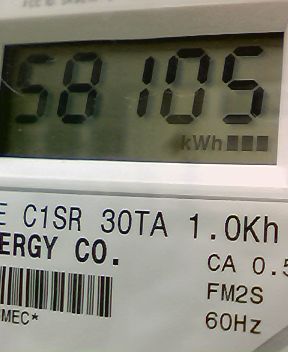 58105
kWh
E C1SR 30TA 1.0Kh
ERGY CO.
CA 0.5
FM2S
MEC*
60Hz